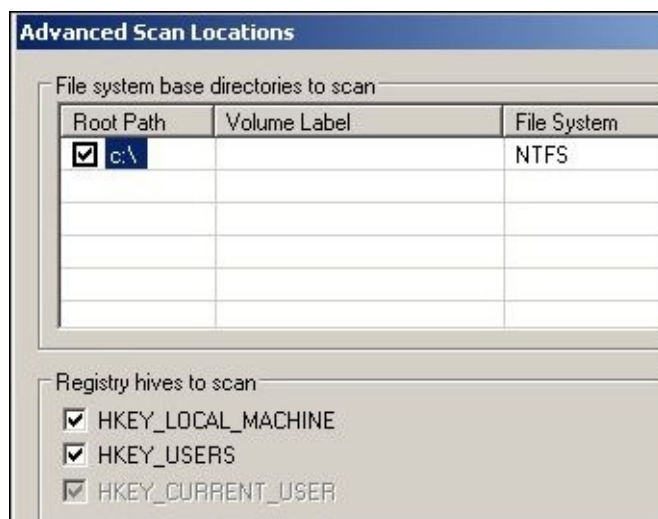 Advanced Scan Locations
File system base directories to scan
Root Path Volume Label File System
c:\ NTFS
Registry hives to scan
HKEY_LOCAL_MACHINE
HKEY_USERS
HKEY_CURRENT_USER